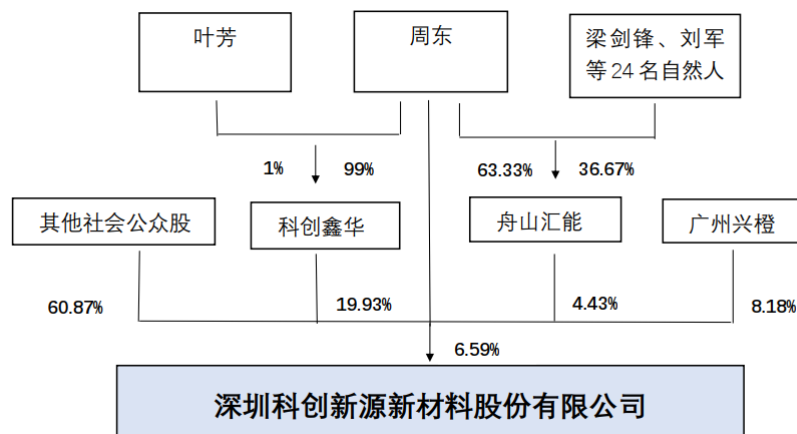 叶芳
周东
梁剑锋、刘军
等24名自然人
1%
99%
63.33%
36.67%
其他社会公众股
科创鑫华
舟山汇能
广州兴橙
60.87%
19.93%
4.43%
8.18%
6.59%
深圳科创新源新材料股份有限公司